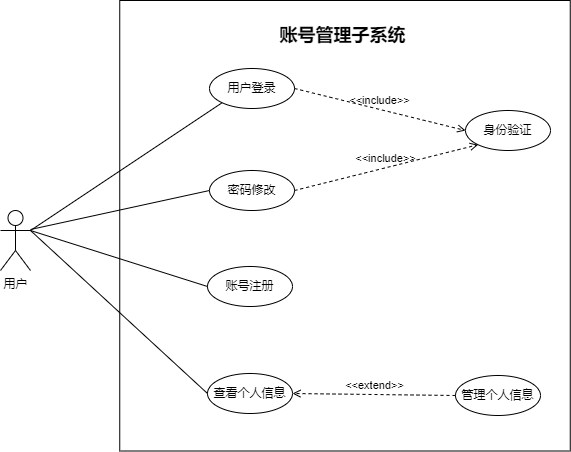 账号管理子系统
用户登录
<<include>>
身份验证
<<include>>
密码修改
用户
账号注册
查看个人信息
<<extend>>
管理个人信息